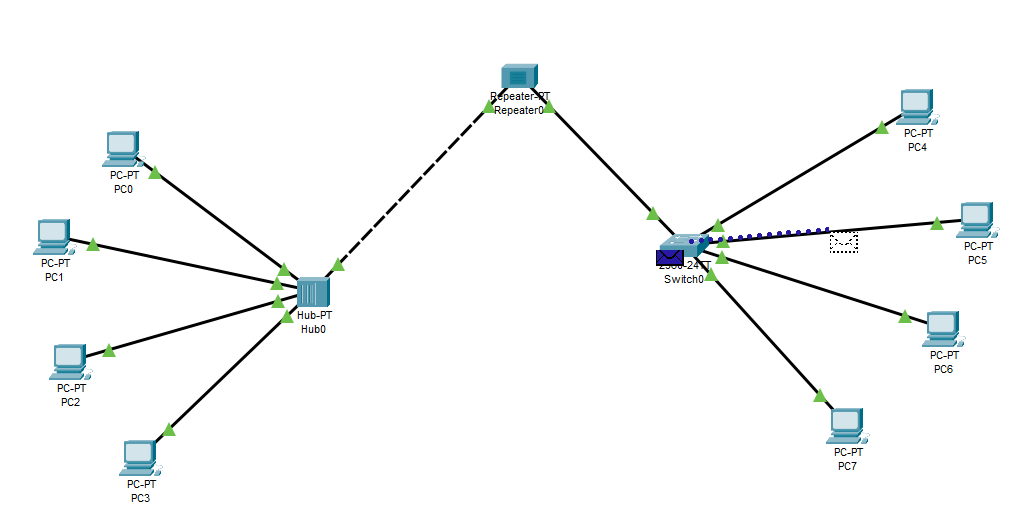 Repeater-PT
Repeater0
PC-PT
PC0
PC-PT
PC1
Hub-PT
Hub0
PC-PT
PC2
PC-PT
PC3
PC-PT
PC4
PC-PT
PC5
Switch0
PC-PT
PC6
PC-PT
PC7